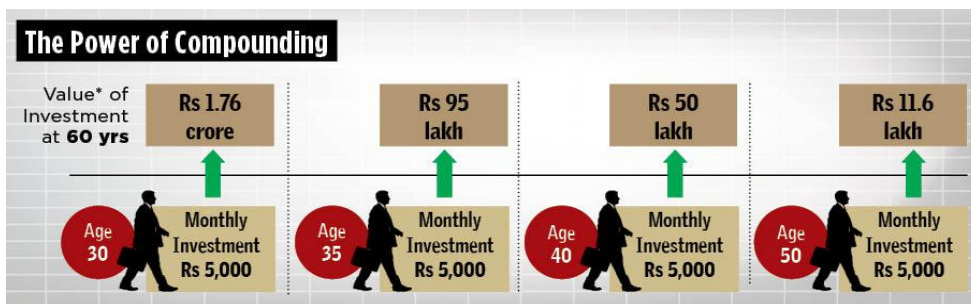 The Power of Compounding
Value* of
Investment
at 60 yrs
Rs 1.76
crore
Rs 95
lakh
Rs 50
lakh
Rs 11.6
lakh
Age
30
Monthly
Investment
Rs 5,000
Age
35
Monthly
Investment
Rs 5,000
Age
40
Monthly
Investment
Rs 5,000
Age
50
Monthly
Investment
Rs 5,000